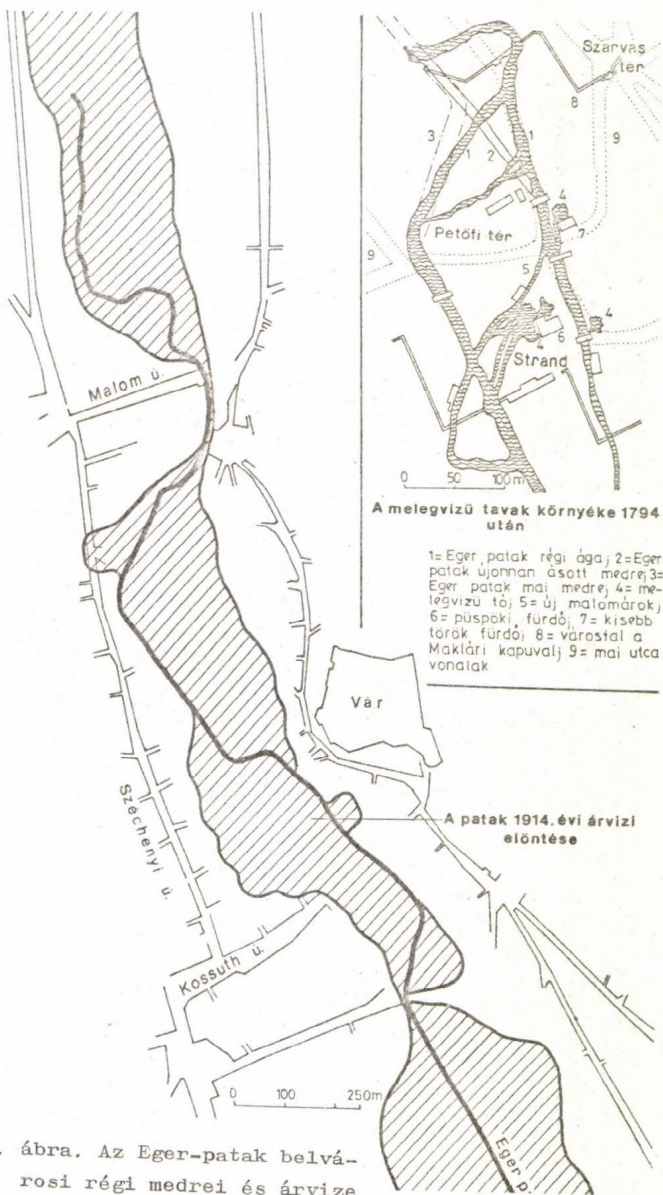 Szarvas
tér
8
3
1
2
1
9
4
Petőfi tér
7
9
5
4
6
4
Strand
0 50 100m
A melegvizü tavak környéke 1794
után
1=Eger patak régi ága; 2=Eger
patak újonnan ásott medre; 3=
Eger patak mai medre; 4= me-
legvizü tó; 5= új malomárok;
6= püspöki fürdő; 7= kisebb
török fürdő; 8= városfal a
Maklári kapuval; 9= mai utca
vonalak
Malom ú.
Vár
Széchenyi ú.
A patak 1914. évi árvizi
elöntése
Kossuth ú.
0 100 250m
Eger p.
. ábra. Az Eger-patak belvá-
rosi régi medrei és árvize